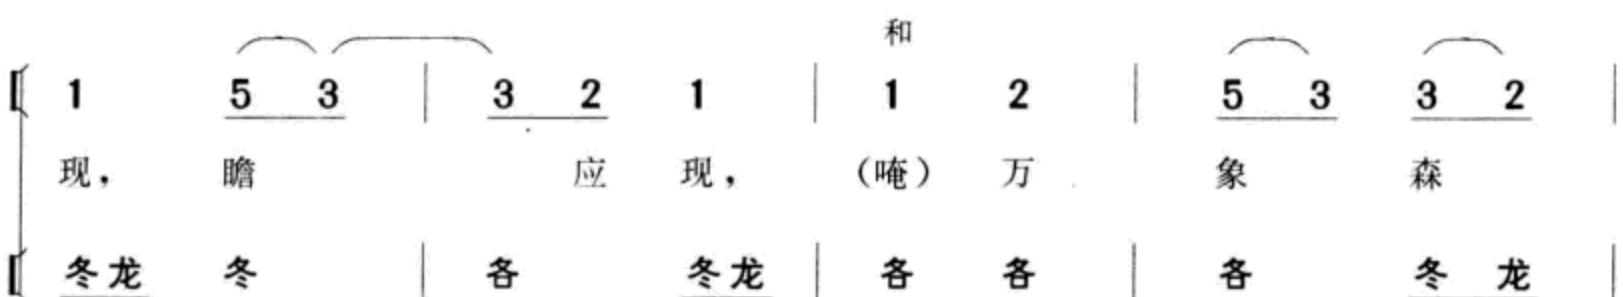 和
1 5 3 | 3 2 1 | 1 2 | 5 3 3 2 |
现，瞻 应 现，（唵）万 象 森
冬龙 冬 | 各 冬龙 | 各 各 | 各 冬 龙 |